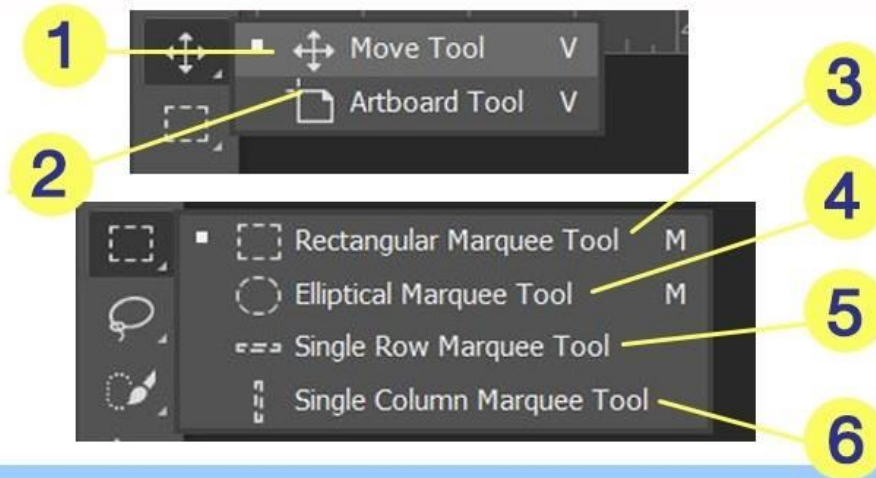 1
Move Tool V
Artboard Tool V
2
3
Rectangular Marquee Tool M
4
Elliptical Marquee Tool M
5
Single Row Marquee Tool
Single Column Marquee Tool
6